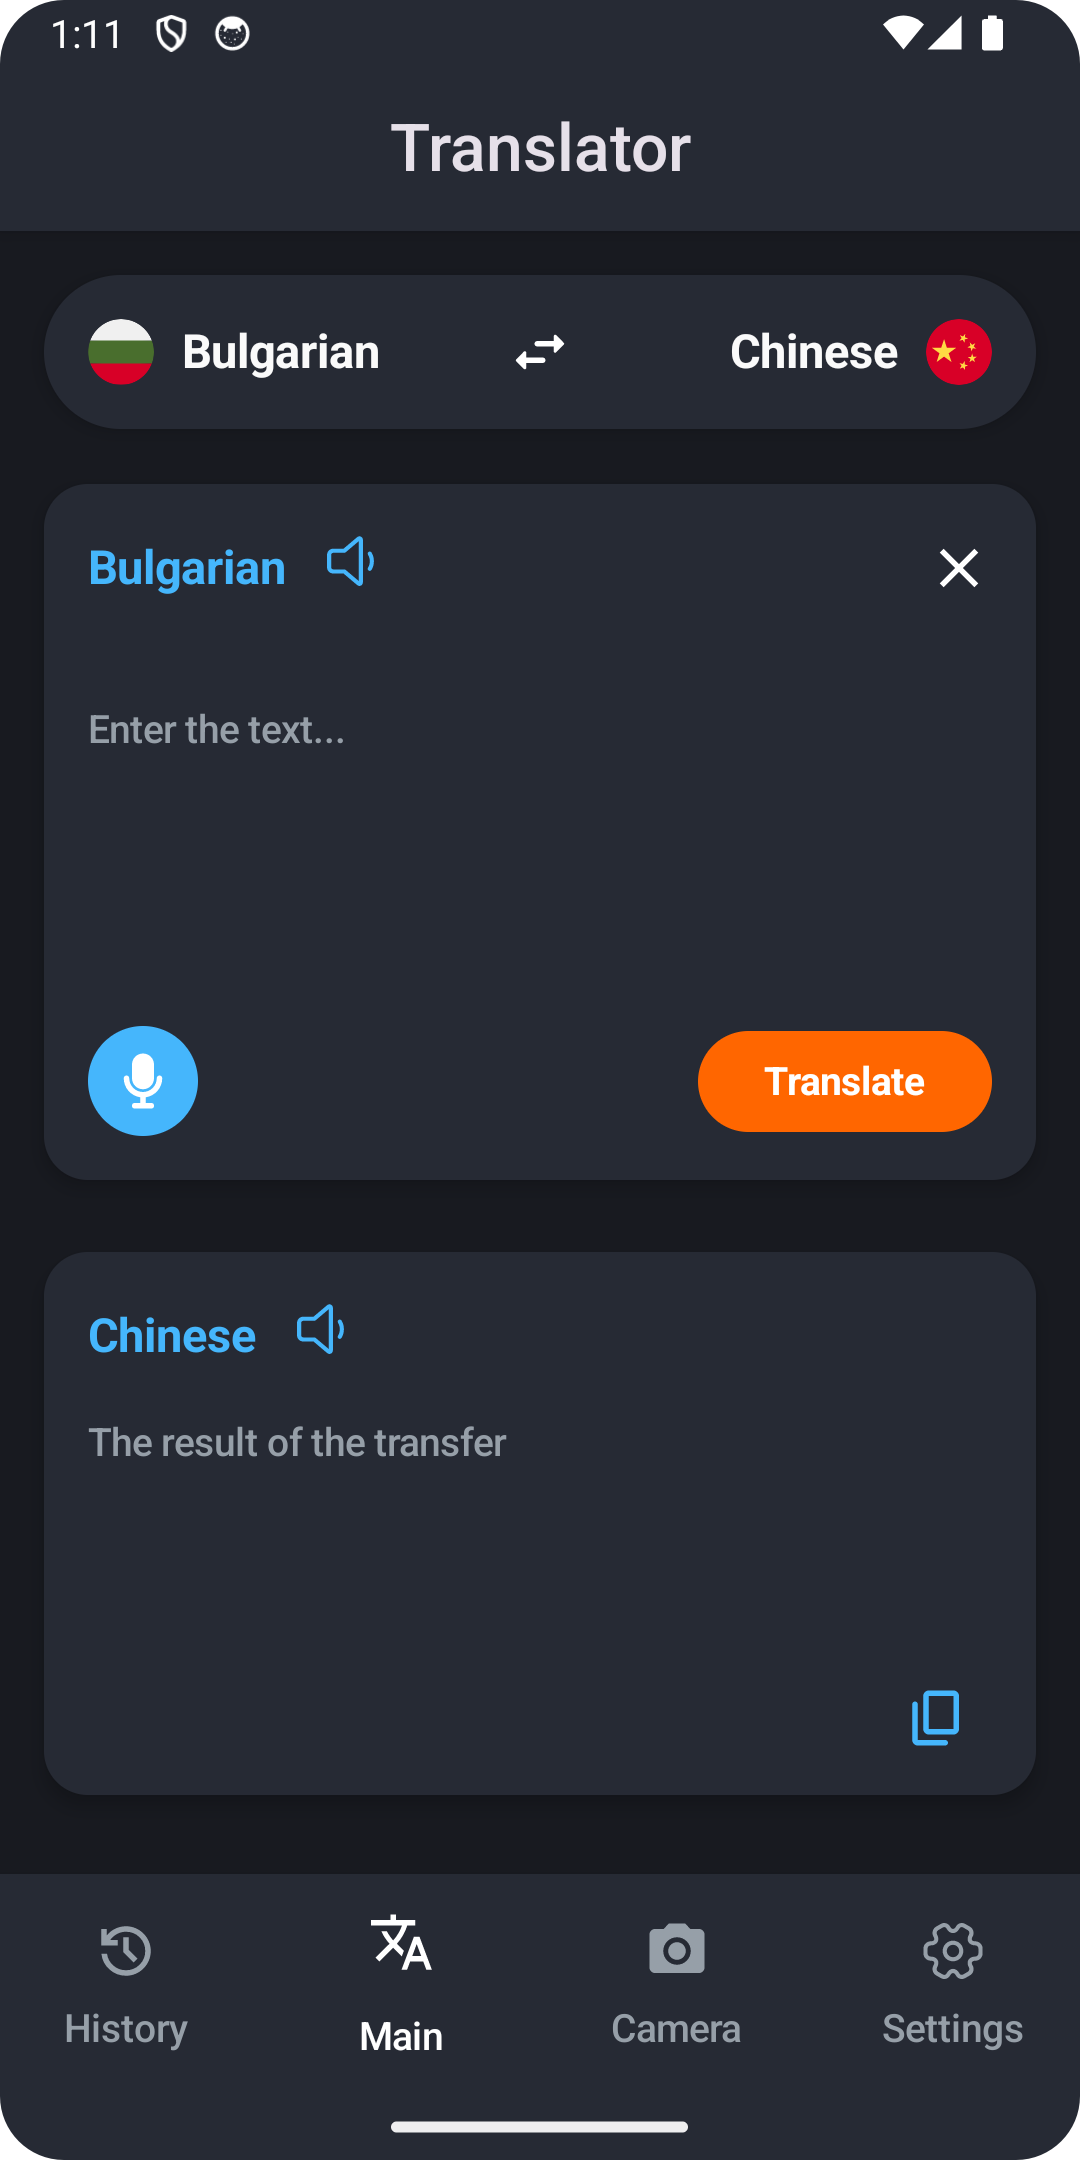 1:11
Translator
Bulgarian
Chinese
Bulgarian
Enter the text...
Translate
Chinese
The result of the transfer
History
Main
Camera
Settings